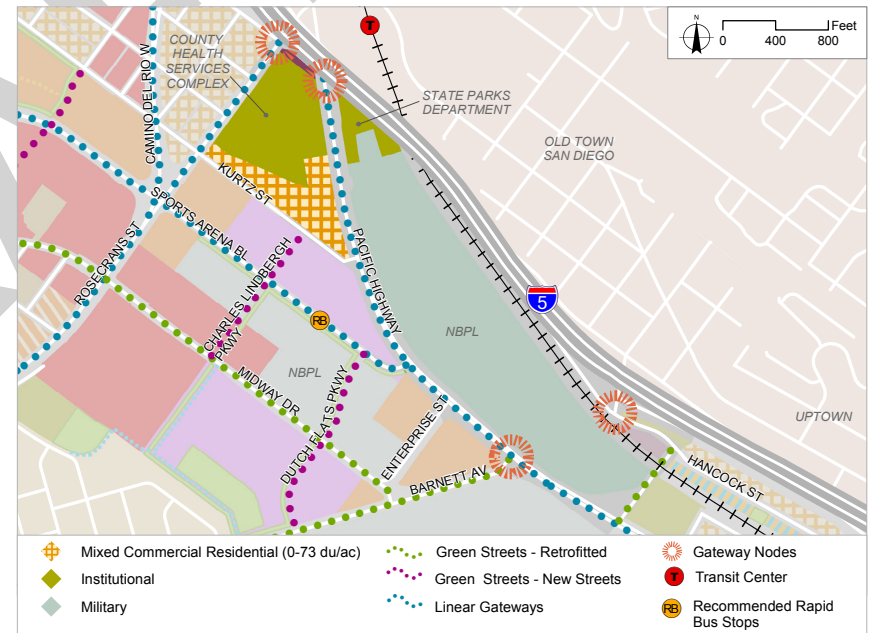 N
Feet
0 400 800
T
COUNTY
HEALTH
SERVICES
COMPLEX
CAMINO DEL RIO W
STATE PARKS
DEPARTMENT
OLD TOWN
SAN DIEGO
KURTZ ST
SPORTS ARENA BL
ROSECRANS ST
PACIFIC HIGHWAY
CHARLES LINDBERGH
PKWY
5
RB
NBPL
NBPL
MIDWAY DR
DUTCH FLATS PKWY
ENTERPRISE ST
UPTOWN
BARNETT AV
HANCOCK ST
Mixed Commercial Residential (0-73 du/ac)
Institutional
Military
Green Streets - Retrofitted
Green Streets - New Streets
Linear Gateways
Gateway Nodes
T Transit Center
RB Recommended Rapid
Bus Stops